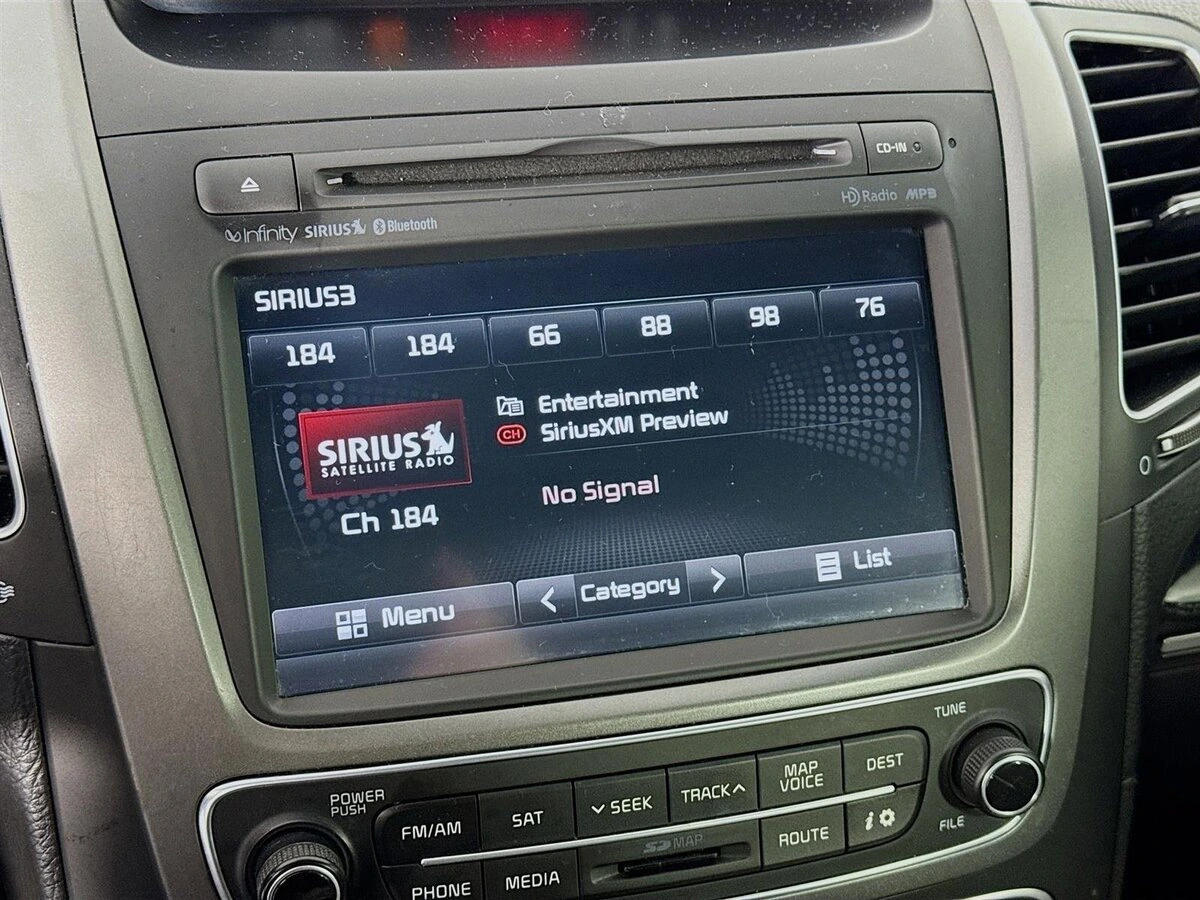 CD-IN
Infinity SIRIUS Bluetooth
HD Radio MP3
SIRIUS3
184 184 66 88 98 76
Entertainment
CH SiriusXM Preview
SIRIUS
SATELLITE RADIO
No Signal
Ch 184
Menu < Category > List
TUNE
POWER
PUSH
FM/AM SAT SEEK TRACK MAP
VOICE DEST
SD MAP ROUTE i
FILE
PHONE MEDIA
0